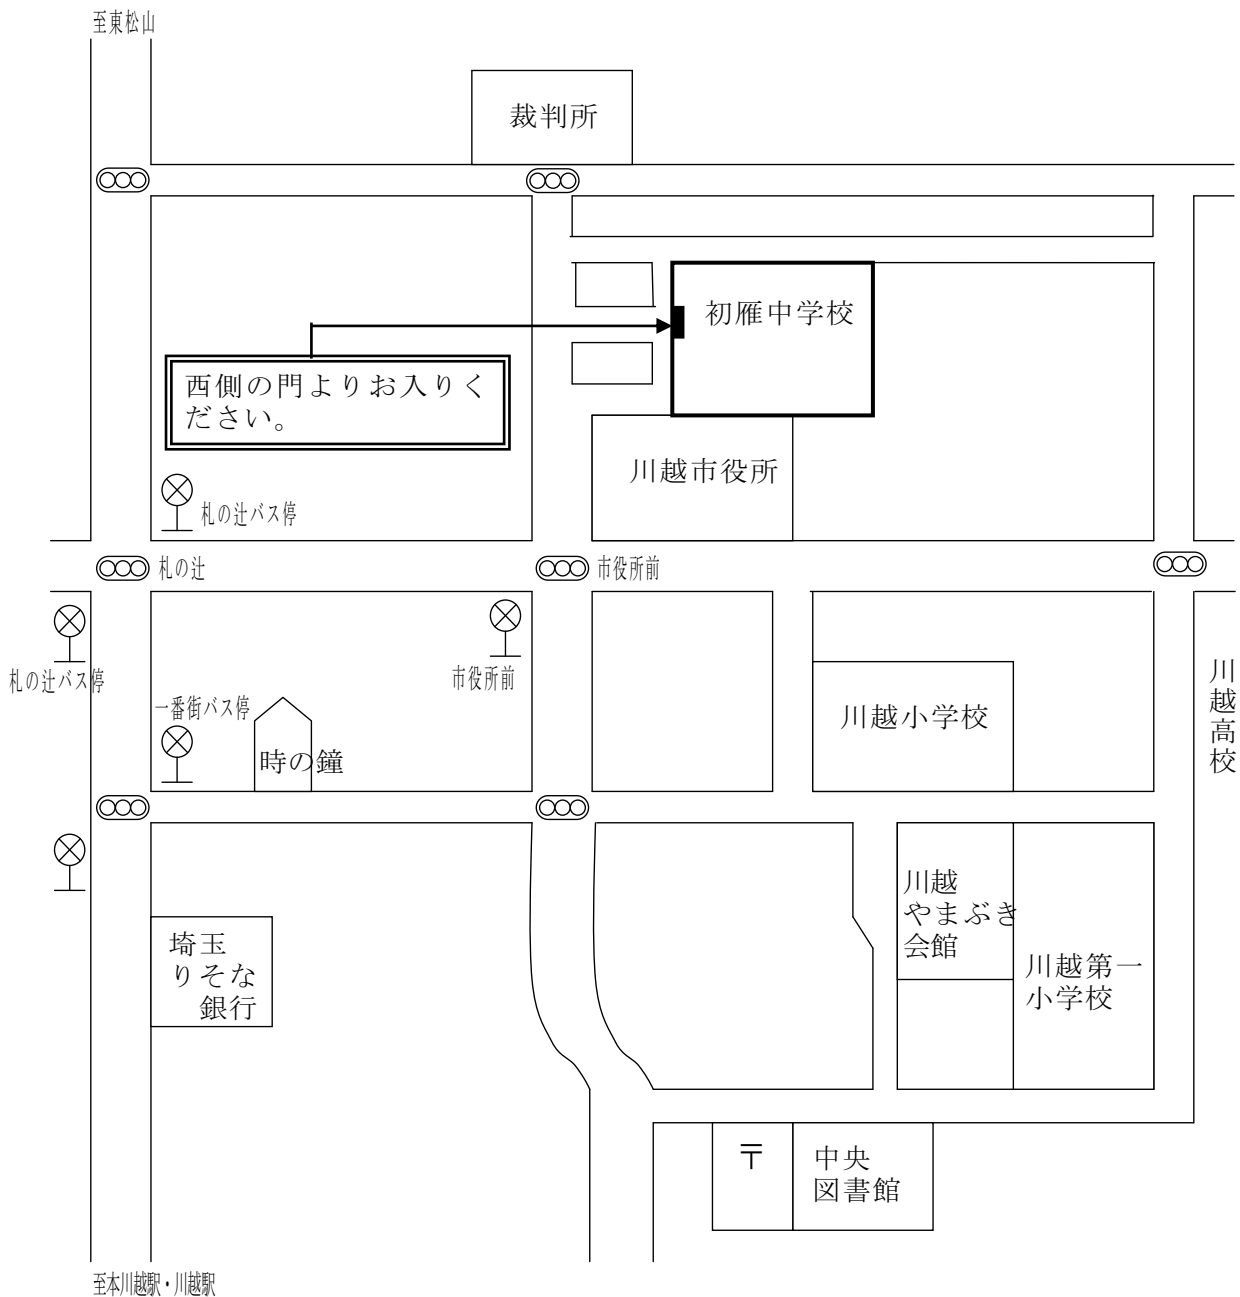 至東松山
裁判所
初雁中学校
西側の門よりお入りく
ださい。
川越市役所
札の辻バス停
札の辻
市役所前
札の辻バス停
市役所前
一番街バス停
時の鐘
川越小学校
川
越
高
校
川越
やまぶき
会館
埼玉
りそな
銀行
川越第一
小学校
〒
中央
図書館
至本川越駅・川越駅